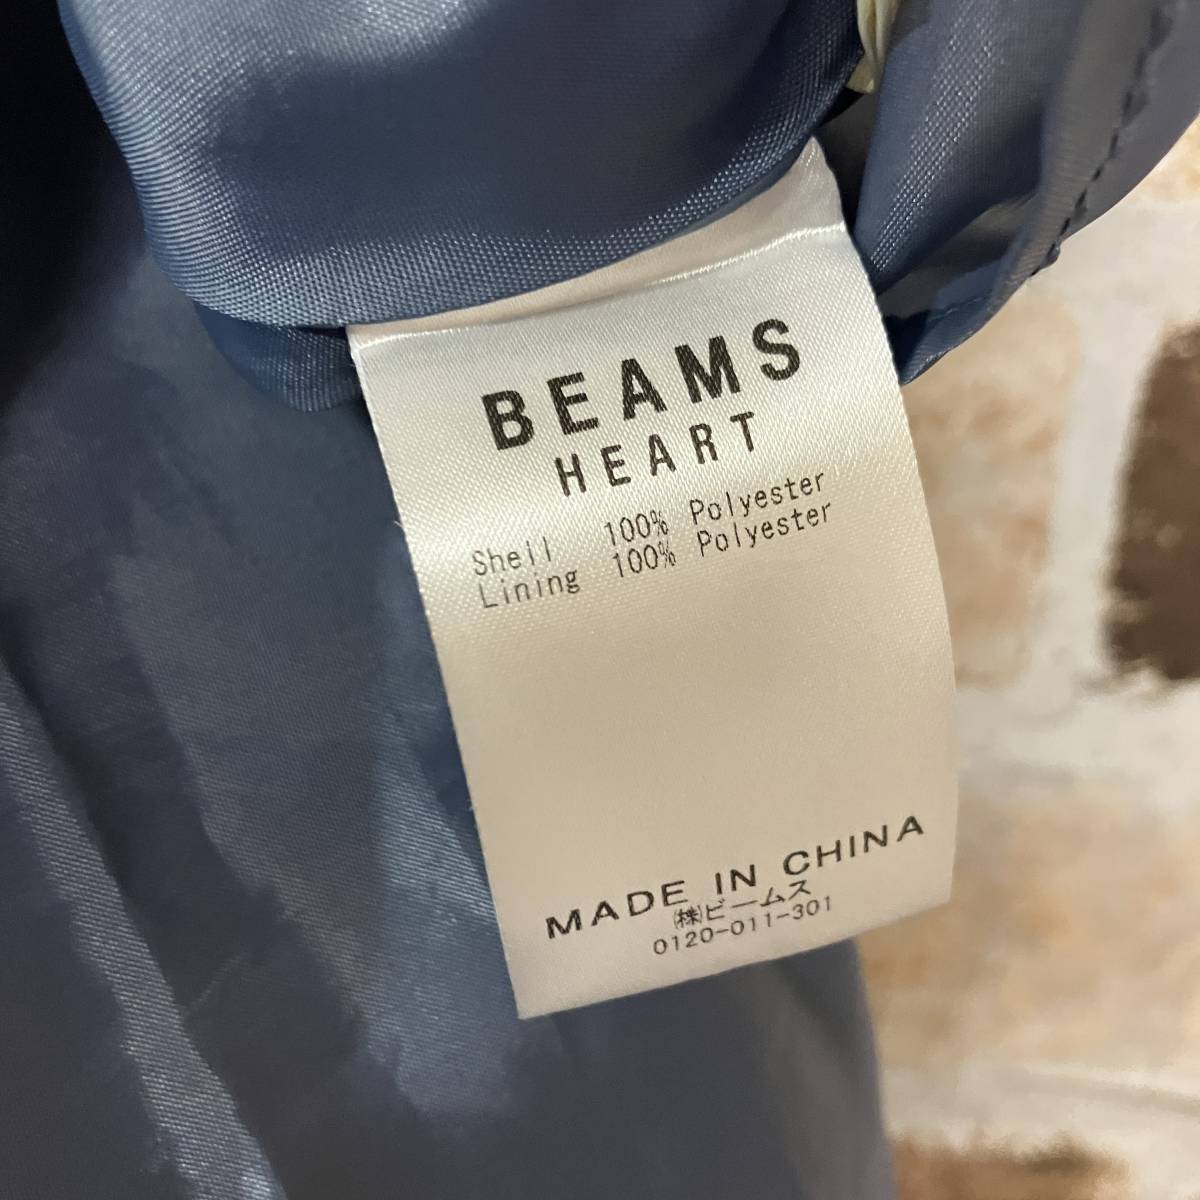 BEAMS
HEART
Shell 100% Polyester
Lining 100% Polyester
MADE IN CHINA
㈱ビームス
0120-011-301